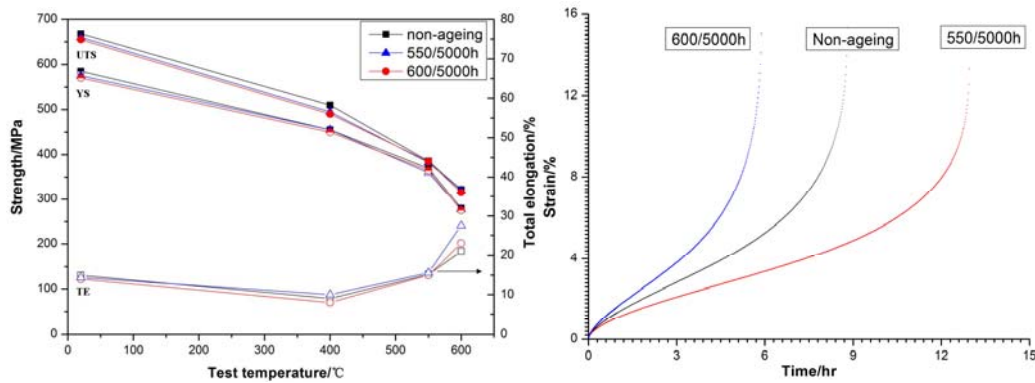 700
600
500
400
300
200
100
0
Strength/MPa
UTS
YS
TE
non-ageing
550/5000h
600/5000h
80
70
60
50
40
30
20
10
0
Total elongation/%
0 100 200 300 400 500 600
Test temperature/℃
16
12
8
4
0
Strain/%
600/5000h Non-ageing 550/5000h
0 3 6 9 12 15
Time/hr